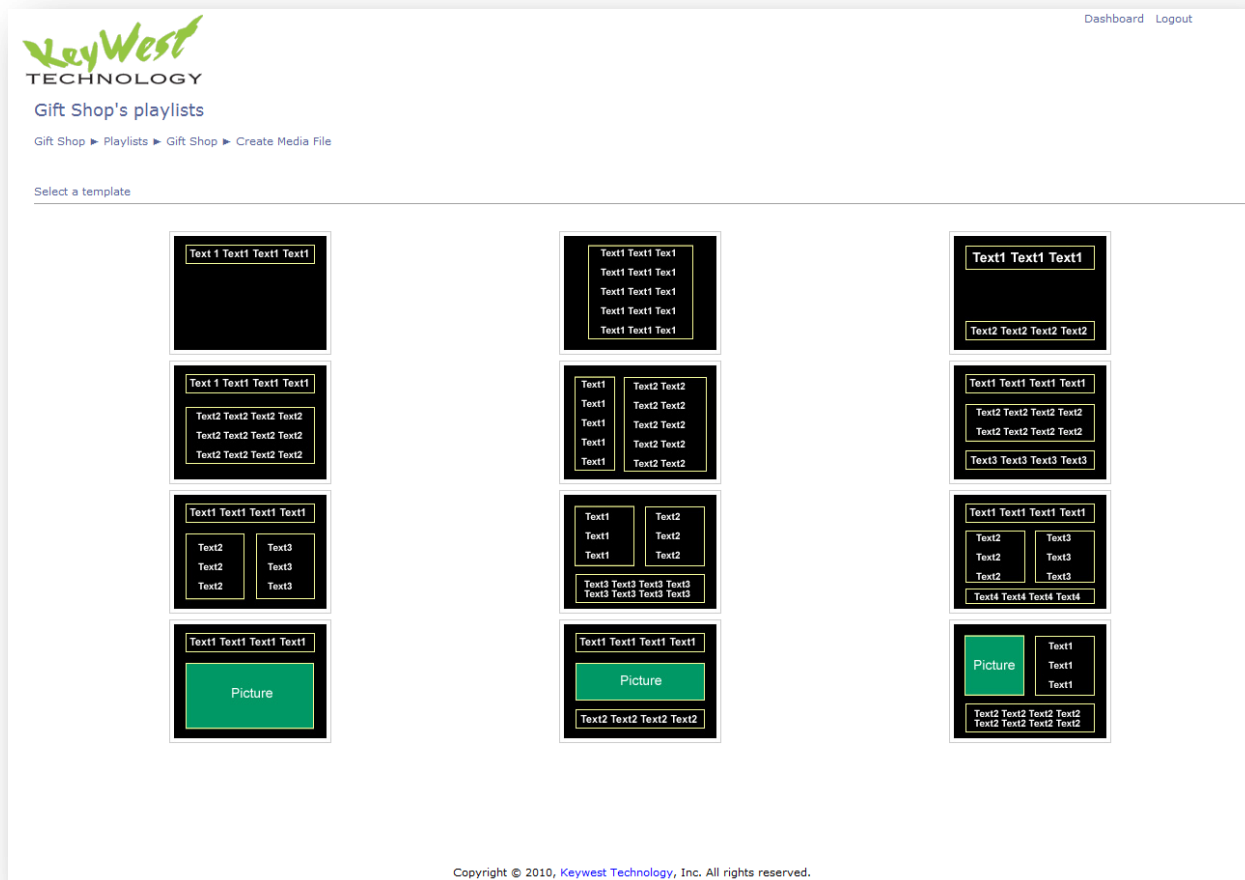 Dashboard Logout
KeyWest
TECHNOLOGY
Gift Shop's playlists
Gift Shop ► Playlists ► Gift Shop ► Create Media File
Select a template
Text 1 Text1 Text1 Text1
Text1 Text1 Tex1
Text1 Text1 Tex1
Text1 Text1 Tex1
Text1 Text1 Tex1
Text1 Text1 Tex1
Text1 Text1 Text1
Text2 Text2 Text2 Text2
Text 1 Text1 Text1 Text1
Text2 Text2 Text2 Text2
Text2 Text2 Text2 Text2
Text2 Text2 Text2 Text2
Text1
Text1
Text1
Text1
Text1
Text2 Text2
Text2 Text2
Text2 Text2
Text2 Text2
Text2 Text2
Text1 Text1 Text1 Text1
Text2 Text2 Text2 Text2
Text2 Text2 Text2 Text2
Text3 Text3 Text3 Text3
Text1 Text1 Text1 Text1
Text2
Text2
Text2
Text3
Text3
Text3
Text1
Text1
Text1
Text2
Text2
Text2
Text3 Text3 Text3 Text3
Text3 Text3 Text3 Text3
Text1 Text1 Text1 Text1
Text2
Text2
Text2
Text3
Text3
Text3
Text4 Text4 Text4 Text4
Text1 Text1 Text1 Text1
Picture
Text1 Text1 Text1 Text1
Picture
Text2 Text2 Text2 Text2
Picture
Text1
Text1
Text1
Text2 Text2 Text2 Text2
Text2 Text2 Text2 Text2
Copyright © 2010, Keywest Technology, Inc. All rights reserved.